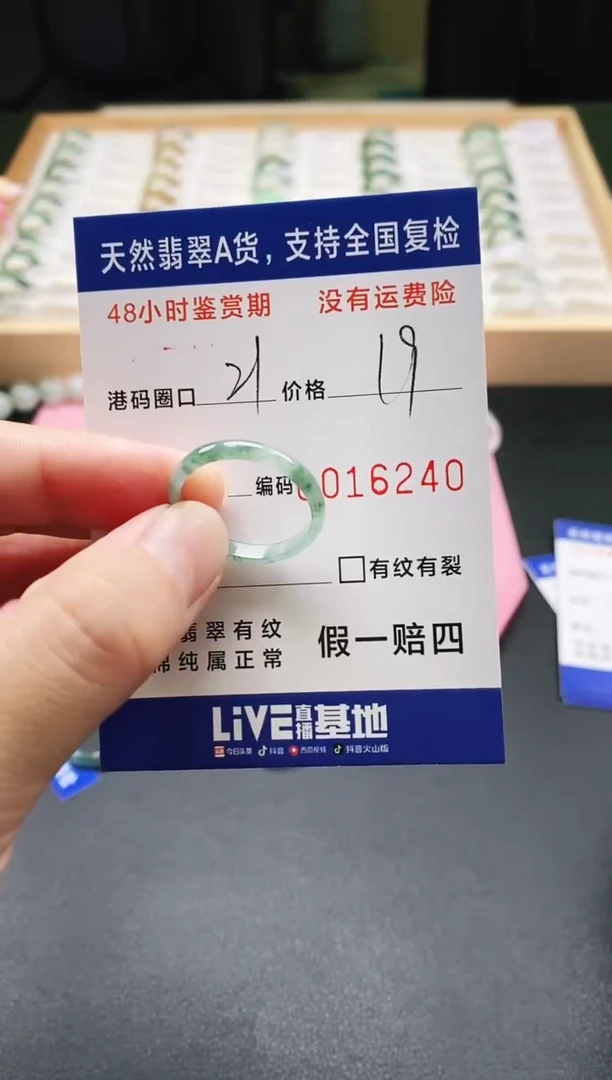 天然翡翠A货，支持全国复检
48小时鉴赏期 没有运费险
港码圈口 21 价格 19
编码 016240
有纹有裂
翡翠有纹 假一赔四
棉纯属正常
LiVE直播基地
今日头条 抖音 西瓜视频 抖音火山版